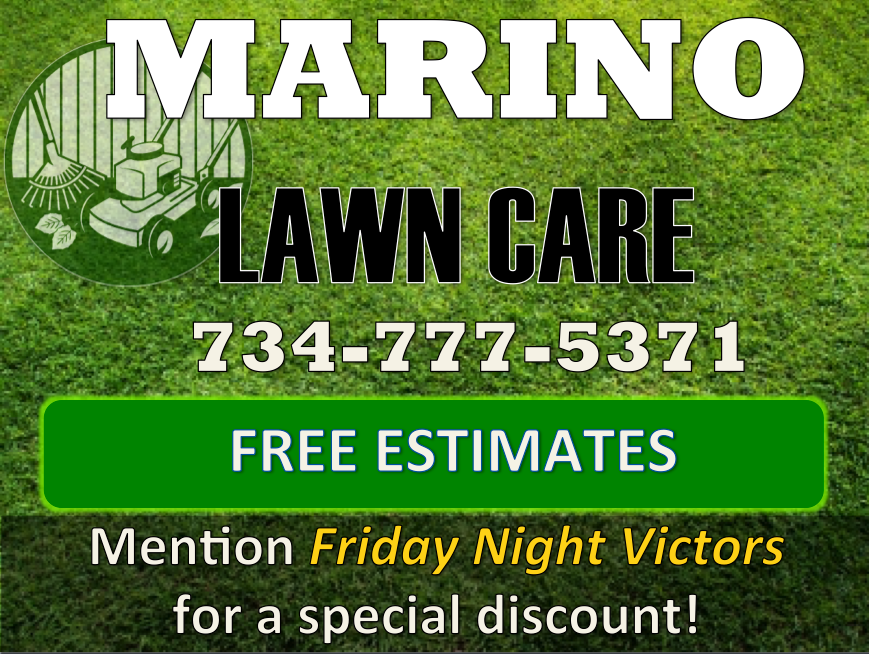 MARINO
LAWN CARE
734-777-5371
FREE ESTIMATES
Mention Friday Night Victors
for a special discount!